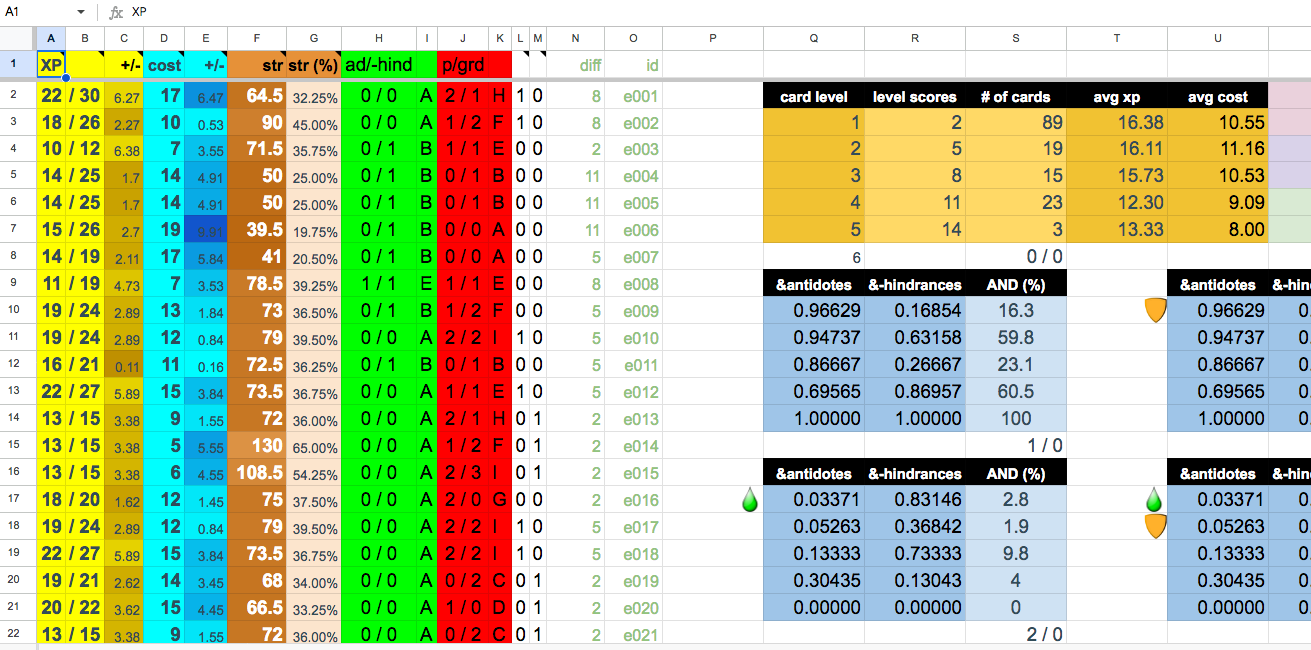 A1 fx XP
A B C D E F G H I J K L M N O P Q R S T U
1 XP +/- cost +/- str str (%) ad/-hind p/grd diff id
2 22 / 30 6.27 17 6.47 64.5 32.25% 0 / 0 A 2 / 1 H 1 0 8 e001 card level level scores # of cards avg xp avg cost
3 18 / 26 2.27 10 0.53 90 45.00% 0 / 0 A 1 / 2 F 1 0 8 e002 1 2 89 16.38 10.55
4 10 / 12 6.38 7 3.55 71.5 35.75% 0 / 1 B 1 / 1 E 0 0 2 e003 2 5 19 16.11 11.16
5 14 / 25 1.7 14 4.91 50 25.00% 0 / 1 B 0 / 1 B 0 0 11 e004 3 8 15 15.73 10.53
6 14 / 25 1.7 14 4.91 50 25.00% 0 / 1 B 0 / 1 B 0 0 11 e005 4 11 23 12.30 9.09
7 15 / 26 2.7 19 9.91 39.5 19.75% 0 / 1 B 0 / 0 A 0 0 11 e006 5 14 3 13.33 8.00
8 14 / 19 2.11 17 5.84 41 20.50% 0 / 1 B 0 / 0 A 0 0 5 e007 6 0 / 0
9 11 / 19 4.73 7 3.53 78.5 39.25% 1 / 1 E 1 / 1 E 0 0 8 e008 &antidotes &-hindrances AND (%) &antidotes &-hin
10 19 / 24 2.89 13 1.84 73 36.50% 0 / 1 B 1 / 2 F 0 0 5 e009 0.96629 0.16854 16.3 0.96629 0.
11 19 / 24 2.89 12 0.84 79 39.50% 0 / 0 A 2 / 2 I 1 0 5 e010 0.94737 0.63158 59.8 0.94737 0.
12 16 / 21 0.11 11 0.16 72.5 36.25% 0 / 1 B 0 / 1 B 0 0 5 e011 0.86667 0.26667 23.1 0.86667 0.
13 22 / 27 5.89 15 3.84 73.5 36.75% 0 / 0 A 1 / 1 E 1 0 5 e012 0.69565 0.86957 60.5 0.69565 0.
14 13 / 15 3.38 9 1.55 72 36.00% 0 / 0 A 2 / 1 H 0 1 2 e013 1.00000 1.00000 100 1.00000 0.
15 13 / 15 3.38 5 5.55 130 65.00% 0 / 0 A 1 / 2 F 0 1 2 e014 1 / 0
16 13 / 15 3.38 6 4.55 108.5 54.25% 0 / 0 A 2 / 3 I 0 1 2 e015 &antidotes &-hindrances AND (%) &antidotes &-hin
17 18 / 20 1.62 12 1.45 75 37.50% 0 / 0 A 2 / 0 G 0 0 2 e016 0.03371 0.83146 2.8 0.03371 0.
18 19 / 24 2.89 12 0.84 79 39.50% 0 / 0 A 2 / 2 I 1 0 5 e017 0.05263 0.36842 1.9 0.05263 0.
19 22 / 27 5.89 15 3.84 73.5 36.75% 0 / 0 A 2 / 2 I 1 0 5 e018 0.13333 0.73333 9.8 0.13333 0.
20 19 / 21 2.62 14 3.45 68 34.00% 0 / 0 A 0 / 2 C 0 1 2 e019 0.30435 0.13043 4 0.30435 0.
21 20 / 22 3.62 15 4.45 66.5 33.25% 0 / 0 A 1 / 0 D 0 1 2 e020 0.00000 0.00000 0 0.00000 0.
22 13 / 15 3.38 9 1.55 72 36.00% 0 / 0 A 0 / 2 C 0 1 2 e021 2 / 0